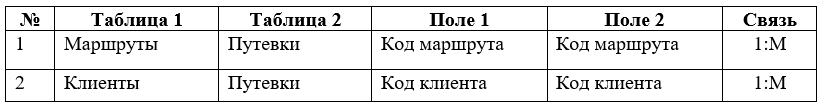 № Таблица 1 Таблица 2 Поле 1 Поле 2 Связь
1 Маршруты Путевки Код маршрута Код маршрута 1:М
2 Клиенты Путевки Код клиента Код клиента 1:М